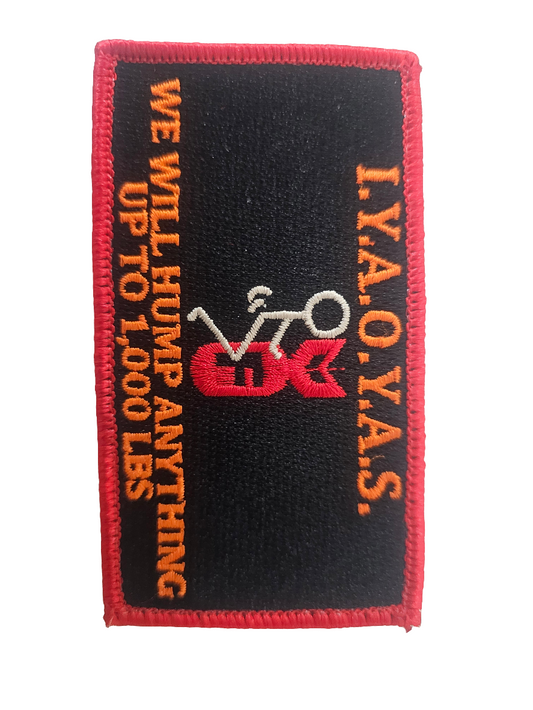 I.Y.A.O.Y.A.S.
WE WILL HUMP ANYTHING
UP TO 1,000 LBS